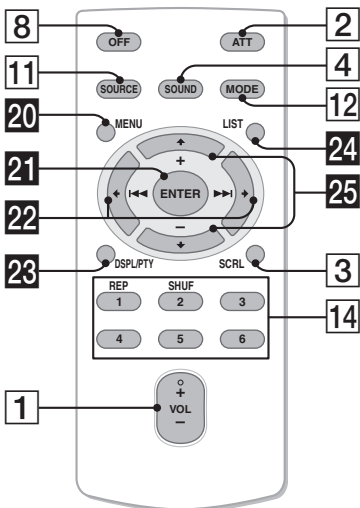 8 OFF ATT 2
11 SOURCE SOUND 4
MODE 12
20 MENU LIST 24
+
21 ENTER
22 25
−
23 DSPL/PTY SCRL 3
REP SHUF
1 2 3
14
4 5 6
+
1 VOL
−